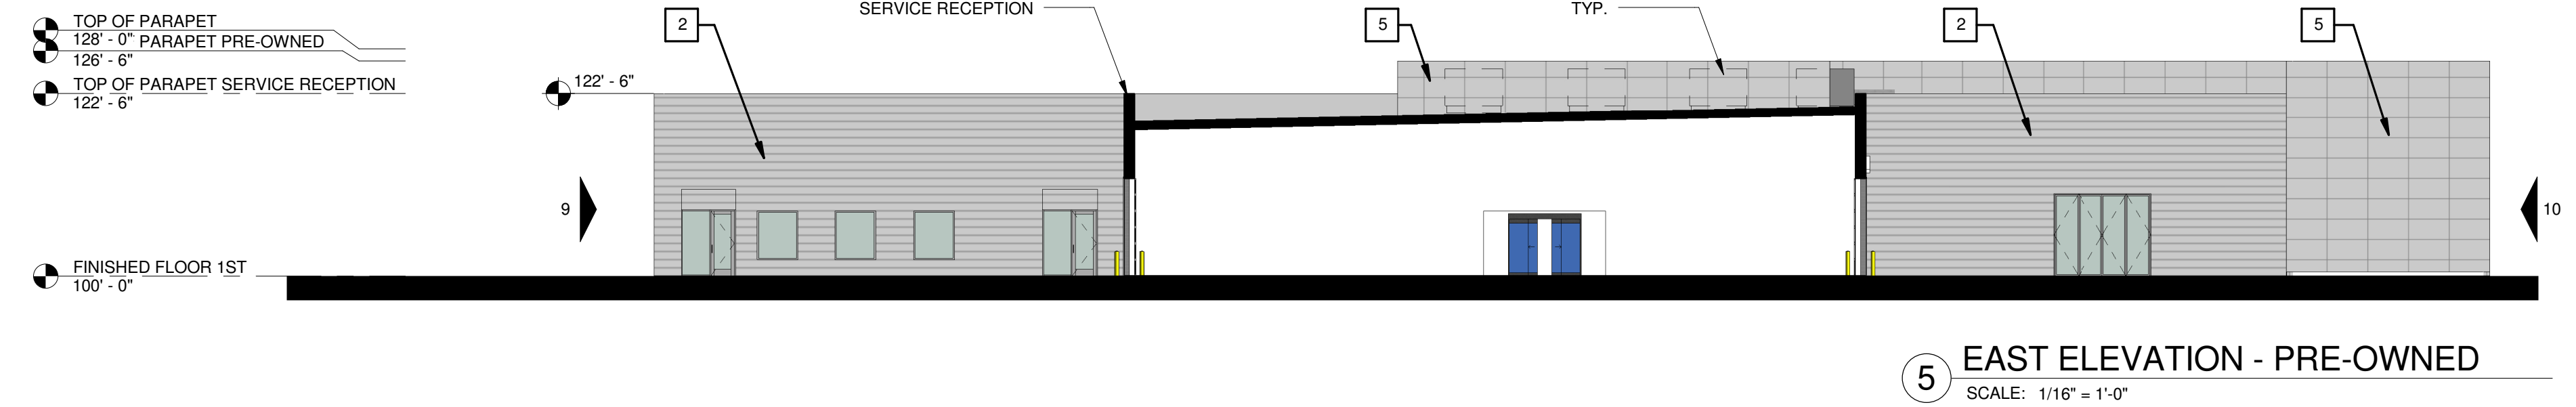 TOP OF PARAPET
128' - 0"
PARAPET PRE-OWNED
126' - 6"
TOP OF PARAPET SERVICE RECEPTION
122' - 6"
122' - 6"
SERVICE RECEPTION
TYP.
2
5
2
5
9
10
FINISHED FLOOR 1ST
100' - 0"
5
EAST ELEVATION - PRE-OWNED
SCALE: 1/16" = 1'-0"